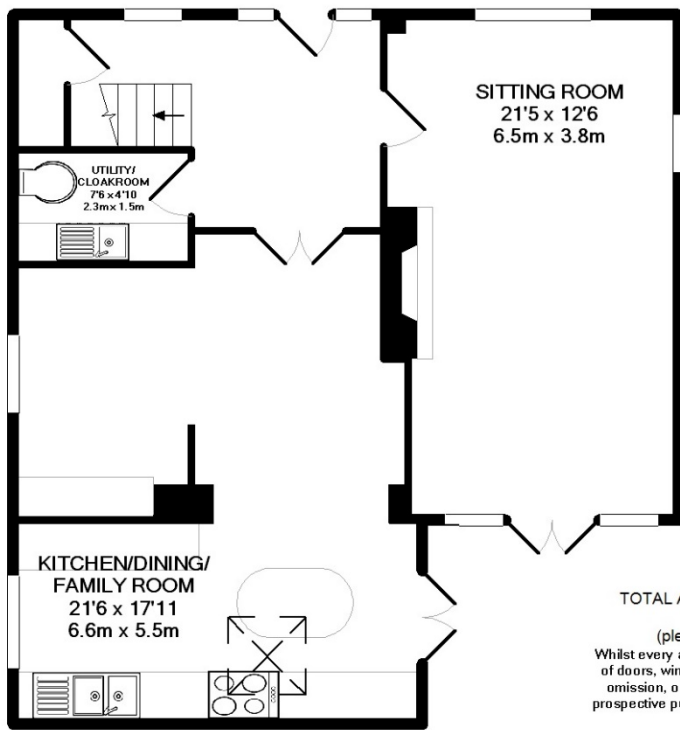 SITTING ROOM
21'5 x 12'6
6.5m x 3.8m
UTILITY/
CLOAKROOM
7'6 x 4'10
2.3m x 1.5m
KITCHEN/DINING/
FAMILY ROOM
21'6 x 17'11
6.6m x 5.5m
TOTAL A
(ple
Whilst every a
of doors, win
omission, o
prospective pu